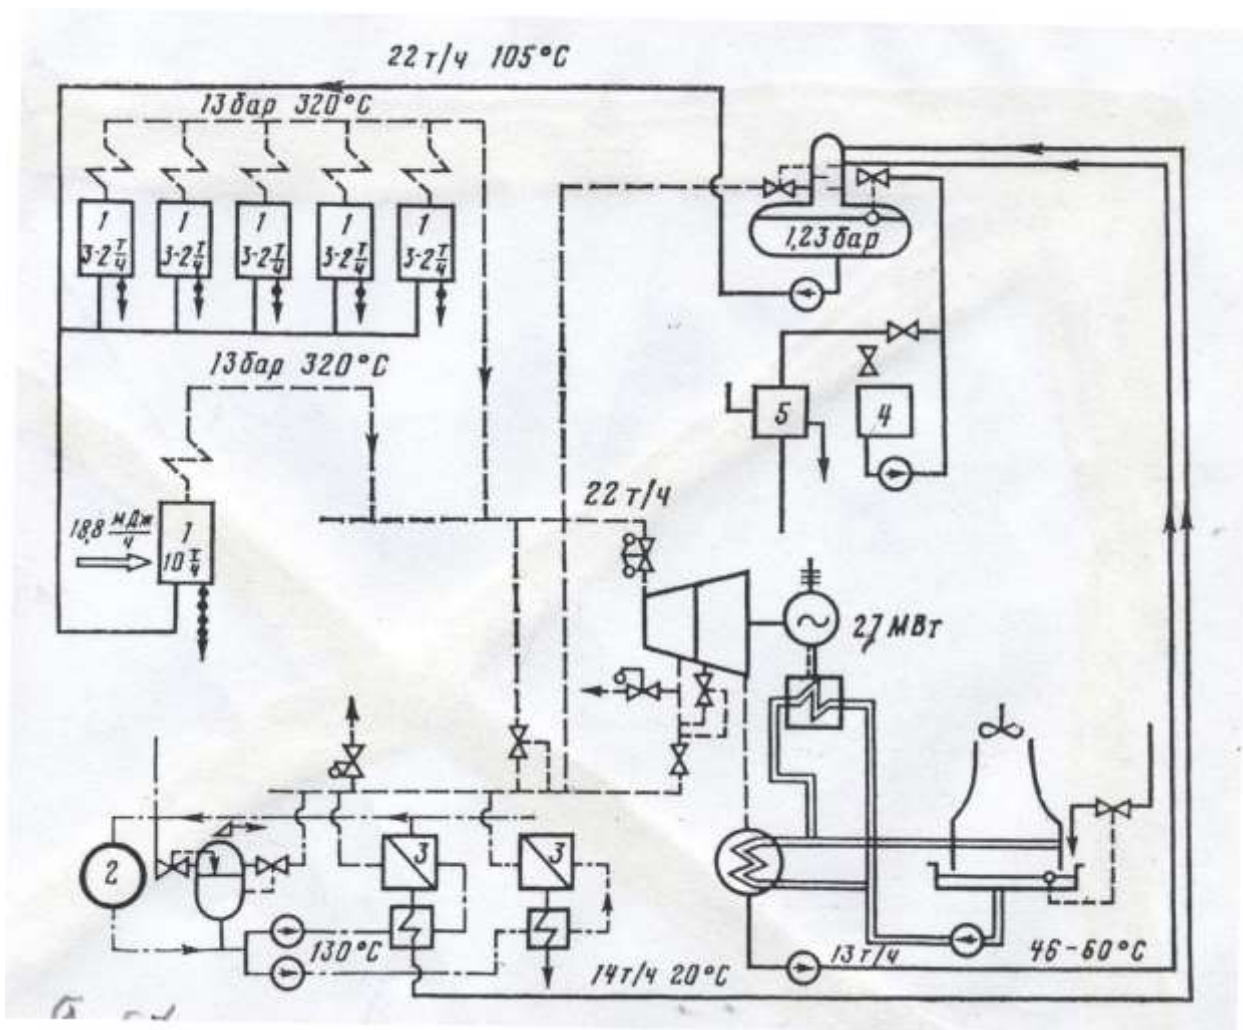 22 т/ч 105°C
13 бар 320°C
1
3-2 т/ч
1
3-2 т/ч
1
3-2 т/ч
1
3-2 т/ч
1
3-2 т/ч
1,23 бар
13 бар 320°C
5
4
22 т/ч
18,8 МДж/ч
1
10 т/ч
~
2,7 МВт
2
3
3
130°C
14 т/ч 20°C
13 т/ч
46-60°C